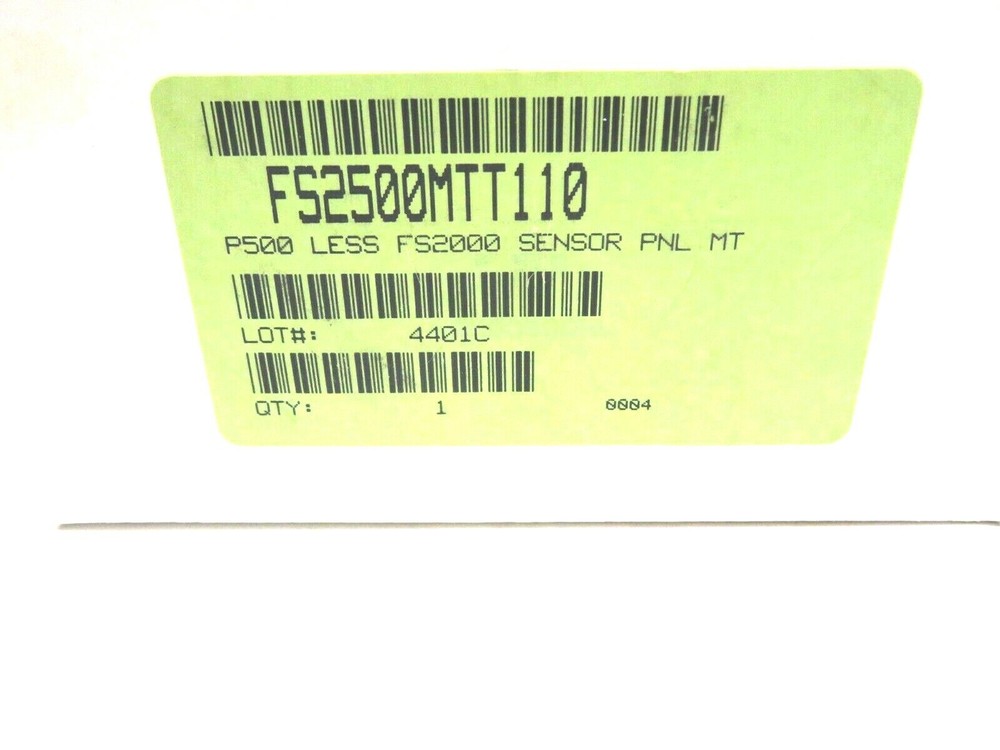 FS2500MTT110
P500 LESS FS2000 SENSOR PNL MT
LOT#: 4401C
QTY: 1 0004